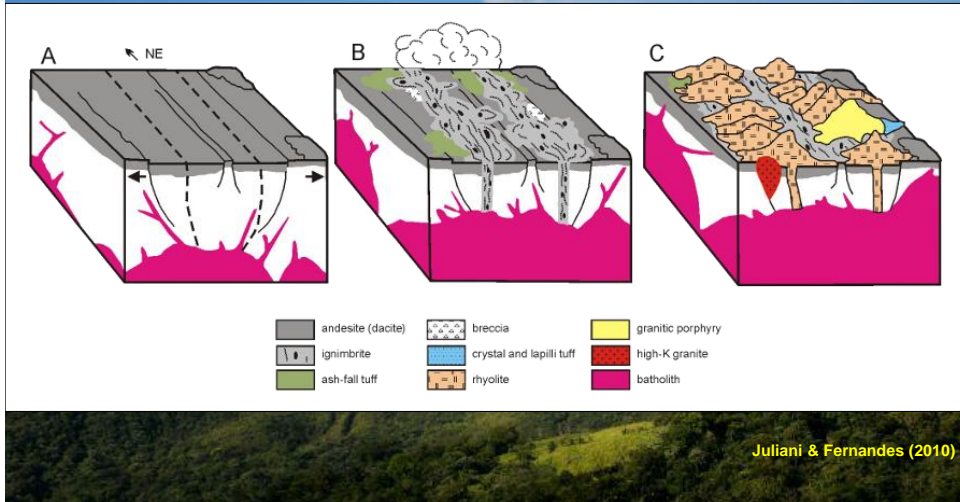 A
NE
B
C
andesite (dacite)
breccia
granitic porphyry
ignimbrite
crystal and lapilli tuff
high-K granite
ash-fall tuff
rhyolite
batholith
Juliani & Fernandes (2010)